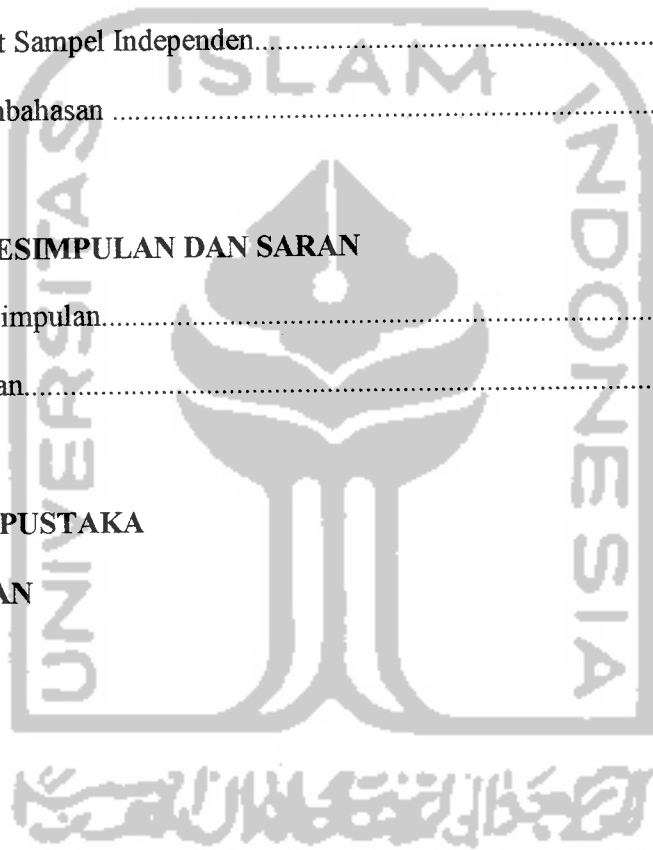 t Sampel Independen
ISLAM
nbahasan
UNIVERSITAS
INDONESIA
ESIMPULAN DAN SARAN
impulan
an
PUSTAKA
AN